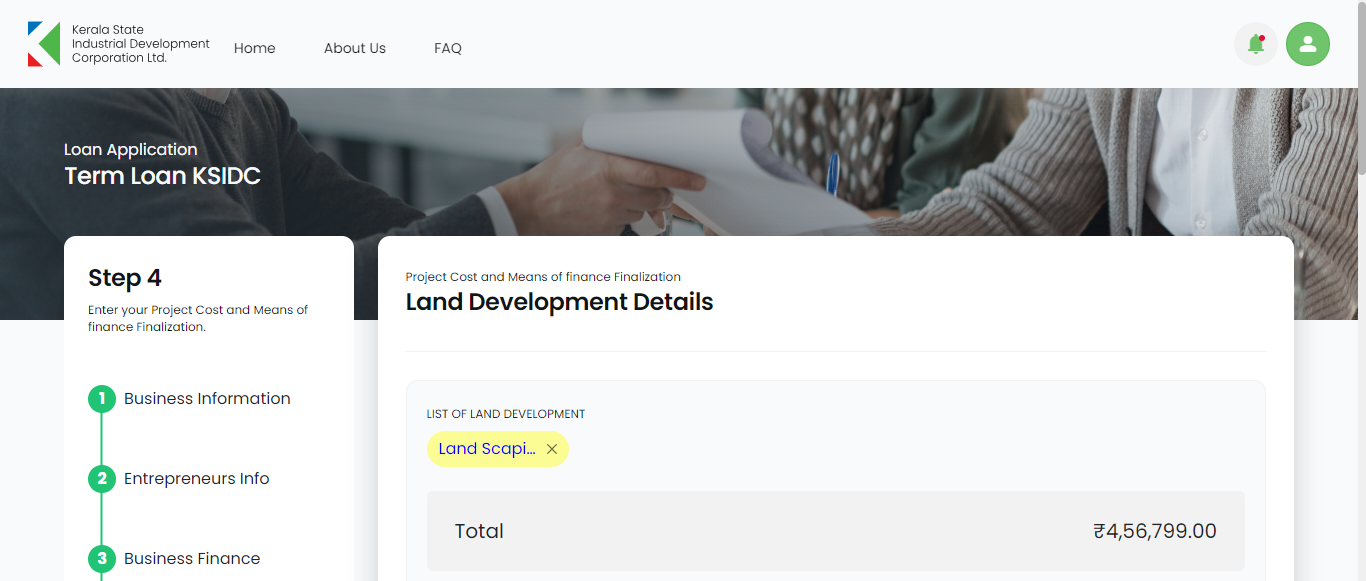 Kerala State
Industrial Development
Corporation Ltd.
Home
About Us
FAQ
Loan Application
Term Loan KSIDC
Step 4
Enter your Project Cost and Means of
finance Finalization.
1 Business Information
2 Entrepreneurs Info
3 Business Finance
Project Cost and Means of finance Finalization
Land Development Details
LIST OF LAND DEVELOPMENT
Land Scapi... ×
Total ₹4,56,799.00